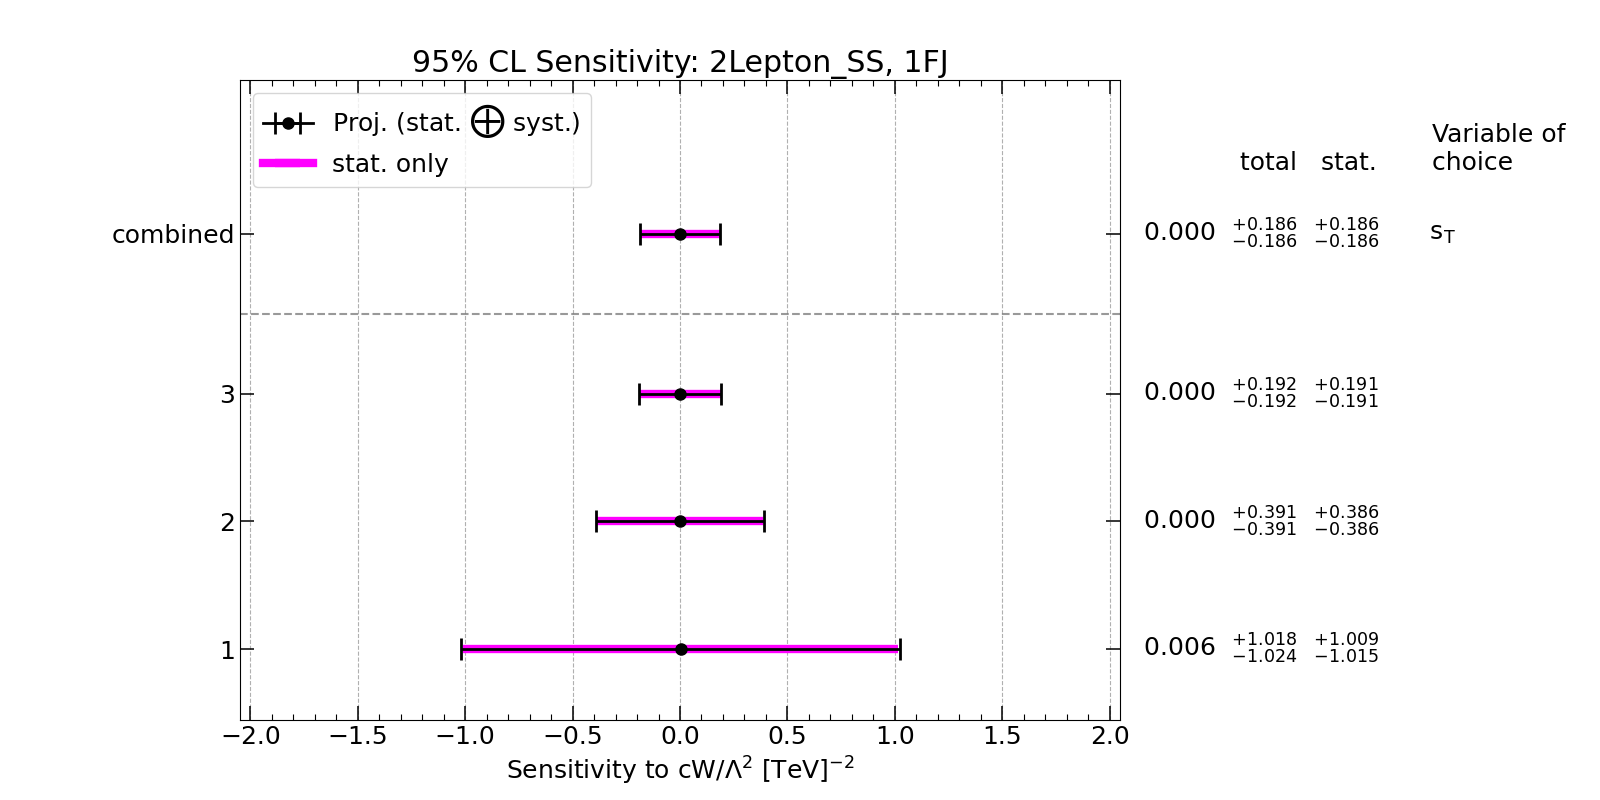 95% CL Sensitivity: 2Lepton_SS, 1FJ
Proj. (stat. ⊕ syst.)
stat. only
Variable of
choice
total stat.
combined 0.000 +0.186 −0.186 +0.186 −0.186 sT
3 0.000 +0.192 −0.192 +0.191 −0.191
2 0.000 +0.391 −0.391 +0.386 −0.386
1 0.006 +1.018 −1.024 +1.009 −1.015
−2.0 −1.5 −1.0 −0.5 0.0 0.5 1.0 1.5 2.0
Sensitivity to cW/Λ² [TeV]⁻²